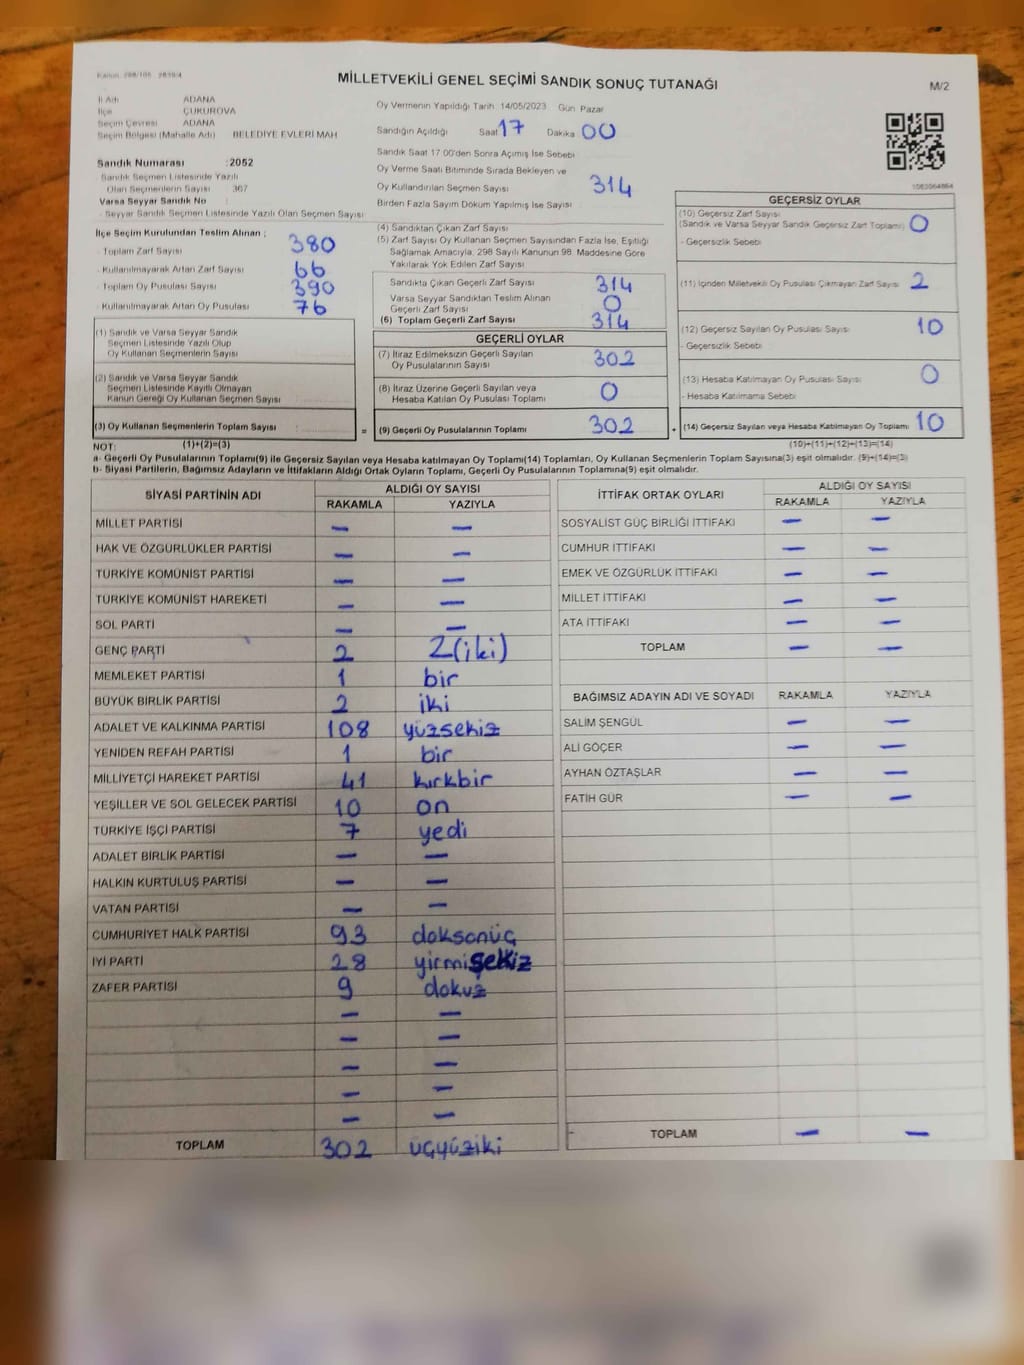 Kanun: 298/105 - 2839/4
MİLLETVEKİLİ GENEL SEÇİMİ SANDIK SONUÇ TUTANAĞI
M/2
İl Adı ADANA
İlçe ÇUKUROVA
Seçim Çevresi ADANA
Seçim Bölgesi (Mahalle Adı) BELEDİYE EVLERİ MAH
Sandık Numarası :2052
Sandık Seçmen Listesinde Yazılı
Olan Seçmenlerin Sayısı : 367
Varsa Seyyar Sandık No :
- Seyyar Sandık Seçmen Listesinde Yazılı Olan Seçmen Sayısı
İlçe Seçim Kurulundan Teslim Alınan ;
- Toplam Zarf Sayısı 380
- Kullanılmayarak Artan Zarf Sayısı 66
- Toplam Oy Pusulası Sayısı 390
- Kullanılmayarak Artan Oy Pusulası 76
Oy Vermenin Yapıldığı Tarih 14/05/2023 Gün Pazar
Sandığın Açıldığı Saat 17 Dakika 00
Sandık Saat 17.00'den Sonra Açımış İse Sebebi
Oy Verme Saati Bitiminde Sırada Bekleyen ve
Oy Kullandırılan Seçmen Sayısı 314
Birden Fazla Sayım Döküm Yapılmış İse Sayısı
(4) Sandıktan Çıkan Zarf Sayısı
(5) Zarf Sayısı Oy Kullanan Seçmen Sayısından Fazla İse, Eşitliği
Sağlamak Amacıyla, 298 Sayılı Kanunun 98. Maddesine Göre
Yakılarak Yok Edilen Zarf Sayısı
Sandıkta Çıkan Geçerli Zarf Sayısı 314
Varsa Seyyar Sandıktan Teslim Alınan
Geçerli Zarf Sayısı 0
(6) Toplam Geçerli Zarf Sayısı 314
1083064864
GEÇERSİZ OYLAR
(10) Geçersiz Zarf Sayısı
(Sandık ve Varsa Seyyar Sandık Geçersiz Zarf Toplamı) 0
- Geçersizlik Sebebi
(11) İçinden Milletvekili Oy Pusulası Çıkmayan Zarf Sayısı 2
(12) Geçersiz Sayılan Oy Pusulası Sayısı 10
- Geçersizlik Sebebi
(13) Hesaba Katılmayan Oy Pusulası Sayısı 0
- Hesaba Katılmama Sebebi
+ (14) Geçersiz Sayılan veya Hesaba Katılmayan Oy Toplamı 10
(10)+(11)+(12)+(13)=(14)
(1) Sandık ve Varsa Seyyar Sandık
Seçmen Listesinde Yazılı Olup
Oy Kullanan Seçmenlerin Sayısı
(2) Sandık ve Varsa Seyyar Sandık
Seçmen Listesinde Kayıtlı Olmayan
Kanun Gereği Oy Kullanan Seçmen Sayısı
(3) Oy Kullanan Seçmenlerin Toplam Sayısı :
(1)+(2)=(3)
GEÇERLİ OYLAR
(7) İtiraz Edilmeksizin Geçerli Sayılan
Oy Pusulalarının Sayısı 302
(8) İtiraz Üzerine Geçerli Sayılan veya
Hesaba Katılan Oy Pusulası Toplamı 0
= (9) Geçerli Oy Pusulalarının Toplamı 302
NOT:
a- Geçerli Oy Pusulalarının Toplamı(9) ile Geçersiz Sayılan veya Hesaba katılmayan Oy Toplamı(14) Toplamları, Oy Kullanan Seçmenlerin Toplam Sayısına(3) eşit olmalıdır. (9)+(14)=(3)
b- Siyasi Partilerin, Bağımsız Adayların ve İttifakların Aldığı Ortak Oyların Toplamı, Geçerli Oy Pusulalarının Toplamına(9) eşit olmalıdır.
SİYASİ PARTİNİN ADI ALDIĞI OY SAYISI
RAKAMLA YAZIYLA
MİLLET PARTİSİ — —
HAK VE ÖZGÜRLÜKLER PARTİSİ — —
TÜRKİYE KOMÜNİST PARTİSİ — —
TÜRKİYE KOMÜNİST HAREKETİ — —
SOL PARTİ — —
GENÇ PARTİ 2 2(iki)
MEMLEKET PARTİSİ 1 bir
BÜYÜK BİRLİK PARTİSİ 2 iki
ADALET VE KALKINMA PARTİSİ 108 yüzsekiz
YENİDEN REFAH PARTİSİ 1 bir
MİLLİYETÇİ HAREKET PARTİSİ 41 kırkbir
YEŞİLLER VE SOL GELECEK PARTİSİ 10 on
TÜRKİYE İŞÇİ PARTİSİ 7 yedi
ADALET BİRLİK PARTİSİ — —
HALKIN KURTULUŞ PARTİSİ — —
VATAN PARTİSİ — —
CUMHURİYET HALK PARTİSİ 93 doksanüç
İYİ PARTİ 28 yirmişekiz
ZAFER PARTİSİ 9 dokuz
— —
— —
— —
— —
— —
TOPLAM 302 üçyüziki
İTTİFAK ORTAK OYLARI ALDIĞI OY SAYISI
RAKAMLA YAZIYLA
SOSYALİST GÜÇ BİRLİĞİ İTTİFAKI — —
CUMHUR İTTİFAKI — —
EMEK VE ÖZGÜRLÜK İTTİFAKI — —
MİLLET İTTİFAKI — —
ATA İTTİFAKI — —
TOPLAM — —
BAĞIMSIZ ADAYIN ADI VE SOYADI RAKAMLA YAZIYLA
SALİM ŞENGÜL — —
ALİ GÖÇER — —
AYHAN ÖZTAŞLAR — —
FATİH GÜR — —
TOPLAM — —